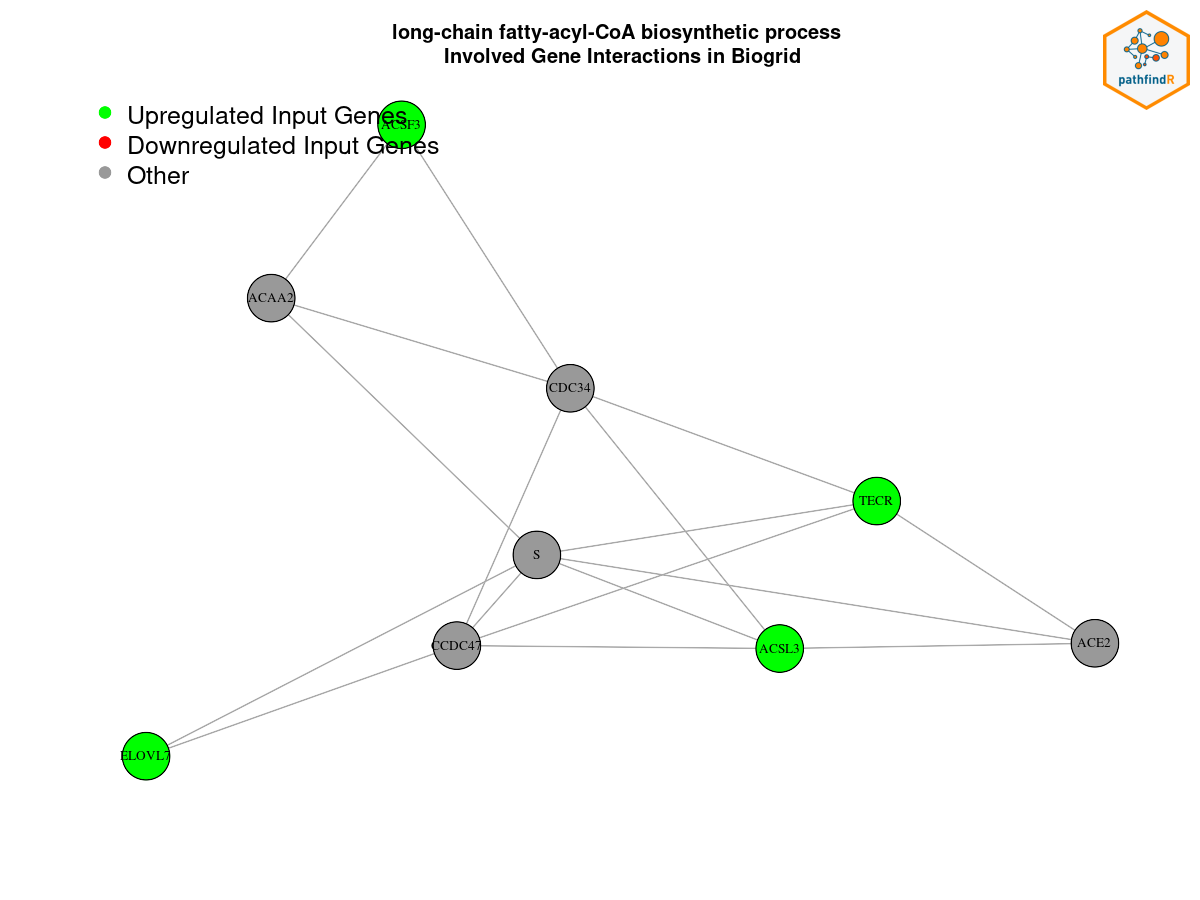 long-chain fatty-acyl-CoA biosynthetic process
Involved Gene Interactions in Biogrid
pathfindR
Upregulated Input Genes
ACSF3
Downregulated Input Genes
Other
ACAA2
CDC34
TECR
S
CCDC47
ACSL3
ACE2
ELOVL7